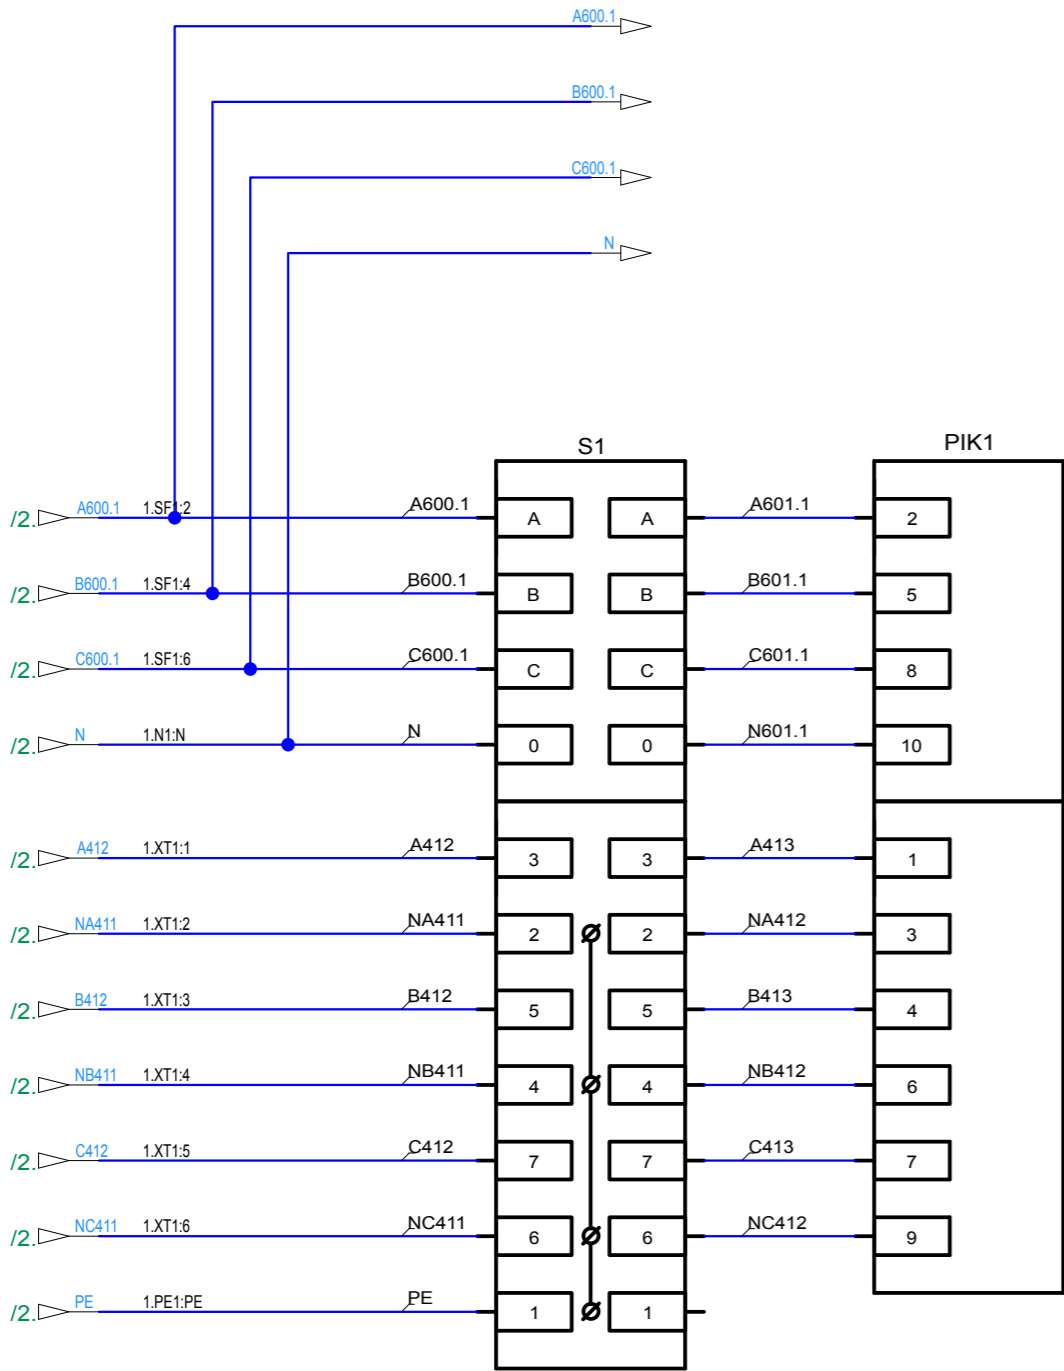 A600.1
B600.1
C600.1
N
S1
PIK1
/2. A600.1 1.SF1:2 A600.1 A A A601.1 2
/2. B600.1 1.SF1:4 B600.1 B B B601.1 5
/2. C600.1 1.SF1:6 C600.1 C C C601.1 8
/2. N 1.N1:N N 0 0 N601.1 10
/2. A412 1.XT1:1 A412 3 3 A413 1
/2. NA411 1.XT1:2 NA411 2 2 NA412 3
/2. B412 1.XT1:3 B412 5 5 B413 4
/2. NB411 1.XT1:4 NB411 4 4 NB412 6
/2. C412 1.XT1:5 C412 7 7 C413 7
/2. NC411 1.XT1:6 NC411 6 6 NC412 9
/2. PE 1.PE1:PE PE 1 1